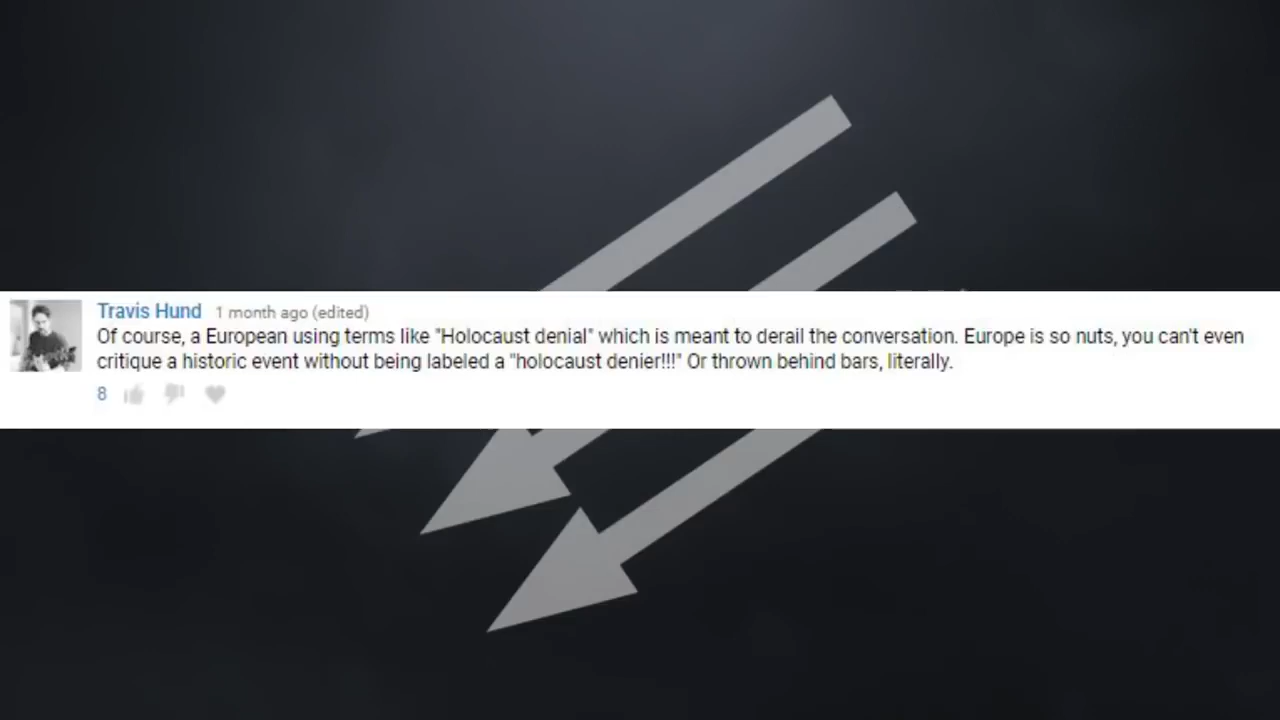 Travis Hund 1 month ago (edited)
Of course, a European using terms like "Holocaust denial" which is meant to derail the conversation. Europe is so nuts, you can't even
critique a historic event without being labeled a "holocaust denier!!!" Or thrown behind bars, literally.
8